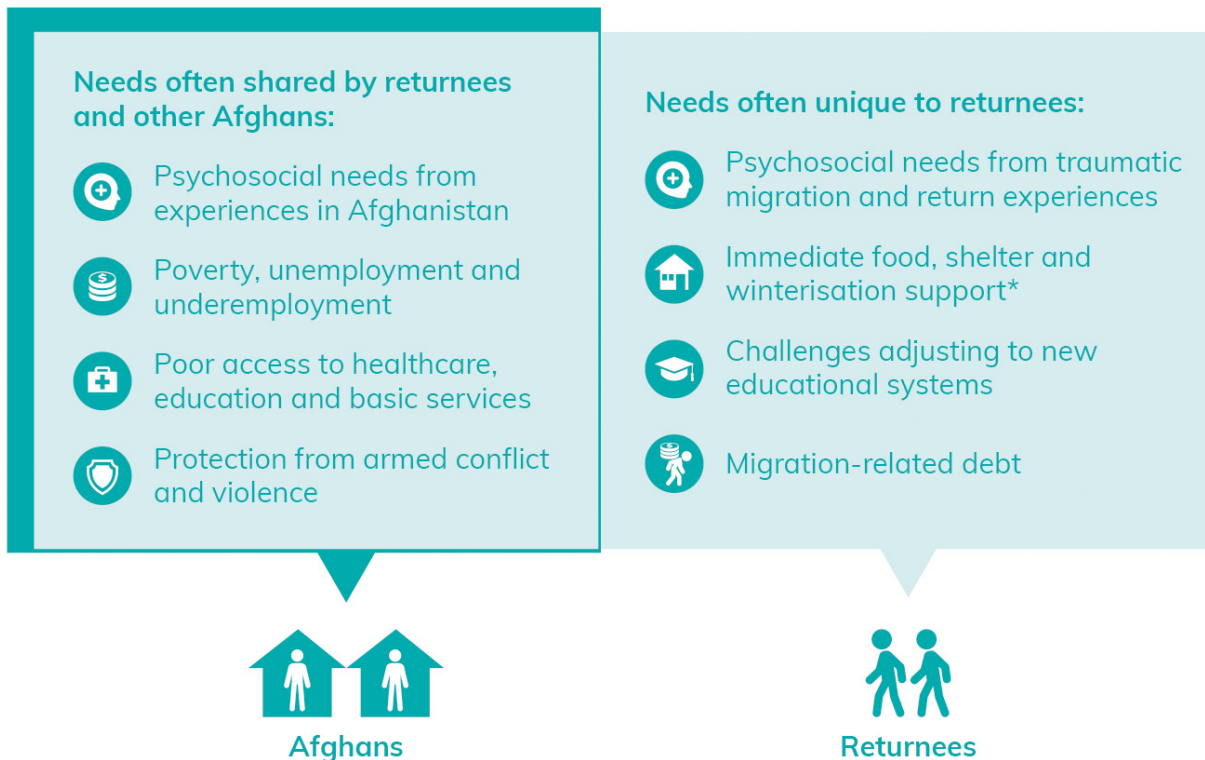 Needs often shared by returnees
and other Afghans:
Psychosocial needs from
experiences in Afghanistan
Poverty, unemployment and
underemployment
Poor access to healthcare,
education and basic services
Protection from armed conflict
and violence
Afghans
Needs often unique to returnees:
Psychosocial needs from traumatic
migration and return experiences
Immediate food, shelter and
winterisation support*
Challenges adjusting to new
educational systems
Migration-related debt
Returnees